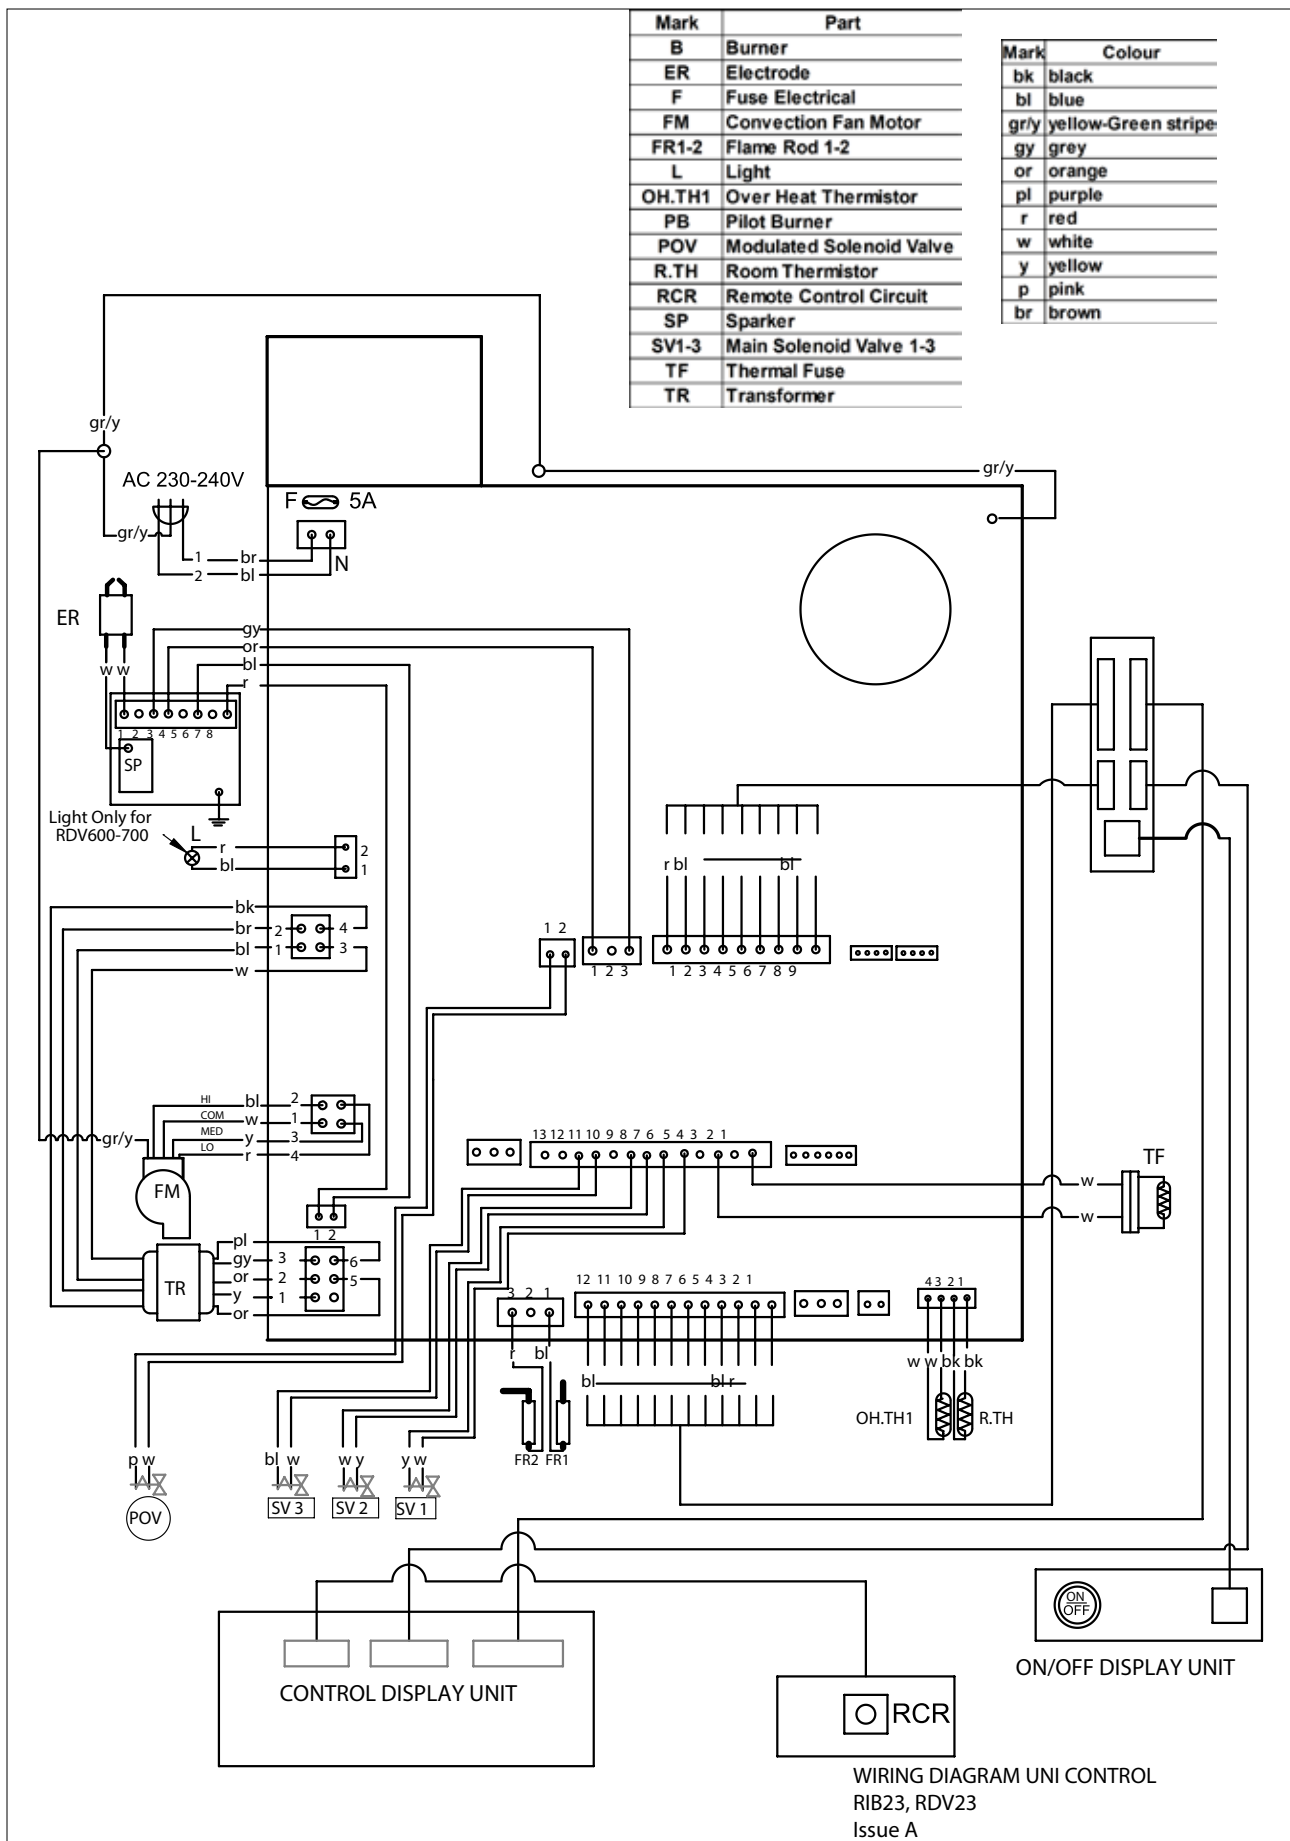 Mark Part
B Burner
ER Electrode
F Fuse Electrical
FM Convection Fan Motor
FR1-2 Flame Rod 1-2
L Light
OH.TH1 Over Heat Thermistor
PB Pilot Burner
POV Modulated Solenoid Valve
R.TH Room Thermistor
RCR Remote Control Circuit
SP Sparker
SV1-3 Main Solenoid Valve 1-3
TF Thermal Fuse
TR Transformer
Mark Colour
bk black
bl blue
gr/y yellow-Green stripe
gy grey
or orange
pl purple
r red
w white
y yellow
p pink
br brown
gr/y
gr/y
AC 230-240V
F 5A
gr/y
1 br
2 bl
N
ER
gy
or
bl
r
w w
1 2 3 4 5 6 7 8
SP
Light Only for
RDV600-700
L
r 2
bl 1
r bl bl
bk
br 2 4
bl 1 3
w
1 2
1 2 3
1 2 3 4 5 6 7 8 9
HI bl 2
COM w 1
MED y 3
LO r 4
gr/y
FM
13 12 11 10 9 8 7 6 5 4 3 2 1
TF
w
w
1 2
pl
gy 3 6
or 2 5
y 1
or
TR
3 2 1
12 11 10 9 8 7 6 5 4 3 2 1
4 3 2 1
r bl
bl bl r
w w bk bk
OH.TH1 R.TH
FR2 FR1
p w
bl w
w y
y w
POV
SV 3
SV 2
SV 1
ON
OFF
ON/OFF DISPLAY UNIT
CONTROL DISPLAY UNIT
RCR
WIRING DIAGRAM UNI CONTROL
RIB23, RDV23
Issue A